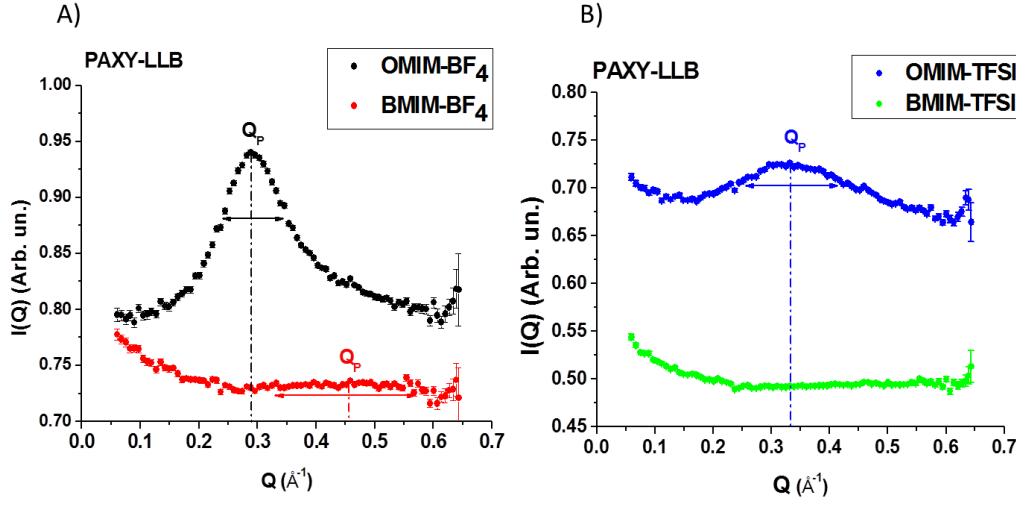 A)
PAXY-LLB
OMIM-BF4
BMIM-BF4
1.00
0.95
0.90
0.85
0.80
0.75
0.70
I(Q) (Arb. un.)
QP
QP
0.0 0.1 0.2 0.3 0.4 0.5 0.6 0.7
Q (Å-1)
B)
PAXY-LLB
OMIM-TFSI
BMIM-TFSI
0.80
0.75
0.70
0.65
0.55
0.50
0.45
I(Q) (Arb. un.)
QP
0.0 0.1 0.2 0.3 0.4 0.5 0.6 0.7
Q (Å-1)